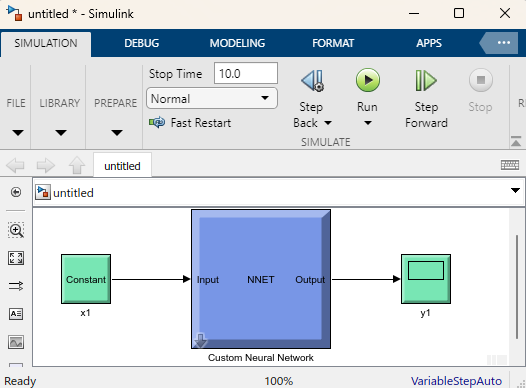 untitled * - Simulink
SIMULATION DEBUG MODELING FORMAT APPS
FILE LIBRARY PREPARE
Stop Time 10.0
Normal
Fast Restart
Step Back
Run
Step Forward
Stop
SIMULATE
untitled
untitled
Constant
x1
Input NNET Output
Custom Neural Network
y1
Ready 100% VariableStepAuto